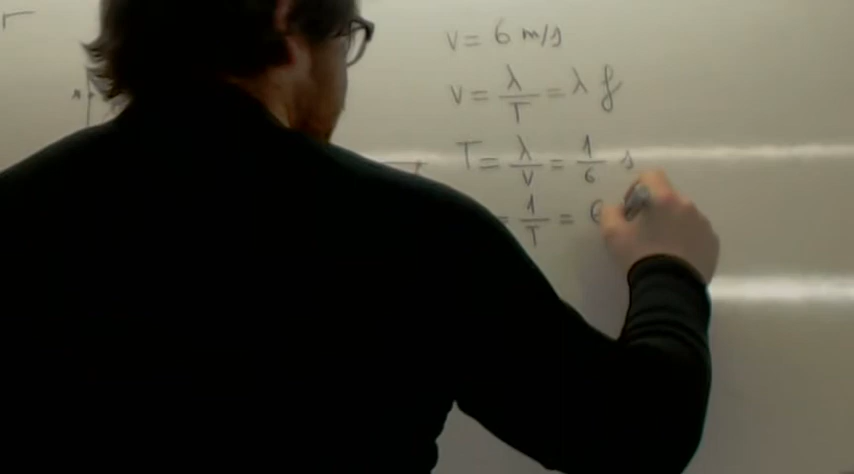 v = 6 m/s
v = λ/T = λ f
T = λ/v = 1/6 s
= 1/T = 6